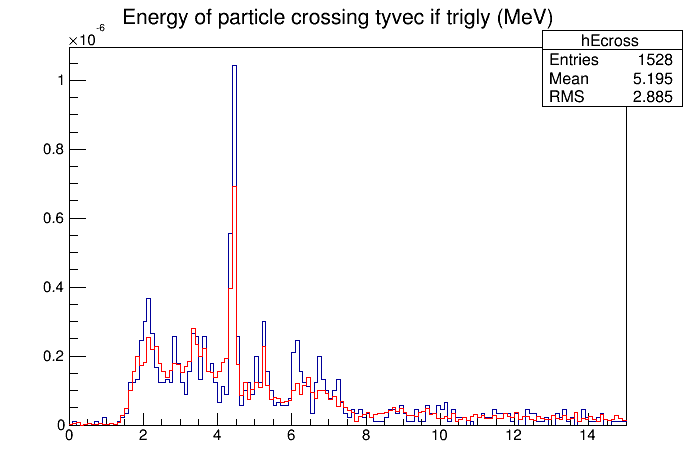 Energy of particle crossing tyvec if trigly (MeV)
×10^-6
hEcross
Entries 1528
Mean 5.195
RMS 2.885
1
0.8
0.6
0.4
0.2
0
0 2 4 6 8 10 12 14